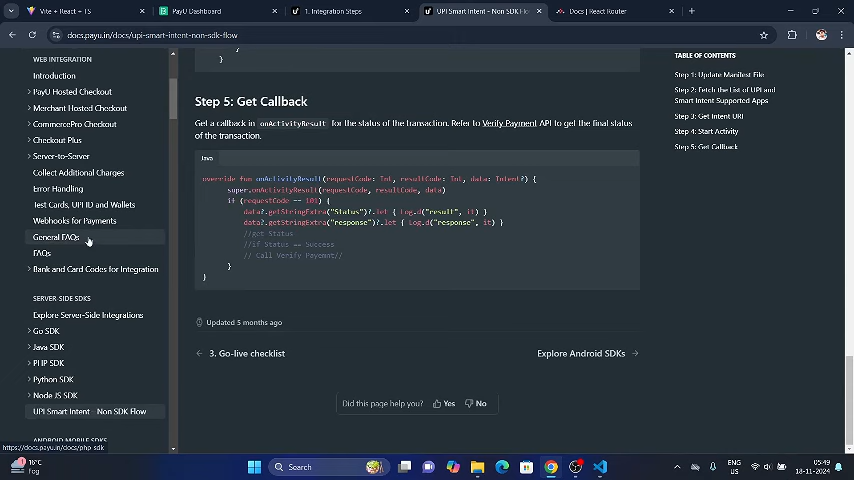 Vite + React + TS
PayU Dashboard
1. Integration Steps
UPI Smart Intent - Non SDK Flo
Docs | React Router
docs.payu.in/docs/upi-smart-intent-non-sdk-flow
WEB INTEGRATION
Introduction
PayU Hosted Checkout
Merchant Hosted Checkout
CommercePro Checkout
Checkout Plus
Server-to-Server
Collect Additional Charges
Error Handling
Test Cards, UPI ID and Wallets
Webhooks for Payments
General FAQs
FAQs
Bank and Card Codes for Integration
SERVER-SIDE SDKS
Explore Server-Side Integrations
Go SDK
Java SDK
PHP SDK
Python SDK
Node JS SDK
UPI Smart Intent - Non SDK Flow
ANDROID MOBILE SDKS
https://docs.payu.in/docs/php-sdk
}
}
Step 5: Get Callback
Get a callback in onActivityResult for the status of the transaction. Refer to Verify Payment API to get the final status
of the transaction.
Java
override fun onActivityResult(requestCode: Int, resultCode: Int, data: Intent?) {
super.onActivityResult(requestCode, resultCode, data)
if (requestCode == 101) {
data?.getStringExtra("Status")?.let { Log.d("result", it) }
data?.getStringExtra("response")?.let { Log.d("response", it) }
//get Status
//if Status == Success
// Call Verify Payemnt//
}
}
Updated 5 months ago
3. Go-live checklist
Explore Android SDKs
Did this page help you?
Yes
No
TABLE OF CONTENTS
Step 1: Update Manifest File
Step 2: Fetch the List of UPI and
Smart Intent Supported Apps
Step 3: Get Intent URI
Step 4: Start Activity
Step 5: Get Callback
16°C
Fog
Search
ENG
US
05:49
18-11-2024